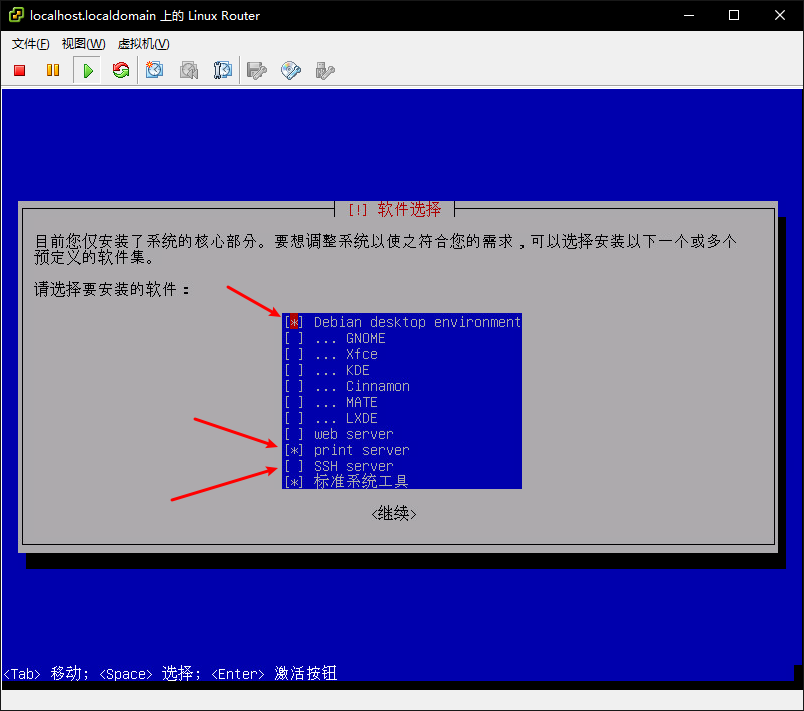 localhost.localdomain 上的 Linux Router
文件(F) 视图(W) 虚拟机(V)
[!] 软件选择
目前您仅安装了系统的核心部分。要想调整系统以使之符合您的需求，可以选择安装以下一个或多个
预定义的软件集。
请选择要安装的软件：
[*] Debian desktop environment
[ ] ... GNOME
[ ] ... Xfce
[ ] ... KDE
[ ] ... Cinnamon
[ ] ... MATE
[ ] ... LXDE
[ ] web server
[*] print server
[ ] SSH server
[*] 标准系统工具
<继续>
<Tab> 移动; <Space> 选择; <Enter> 激活按钮